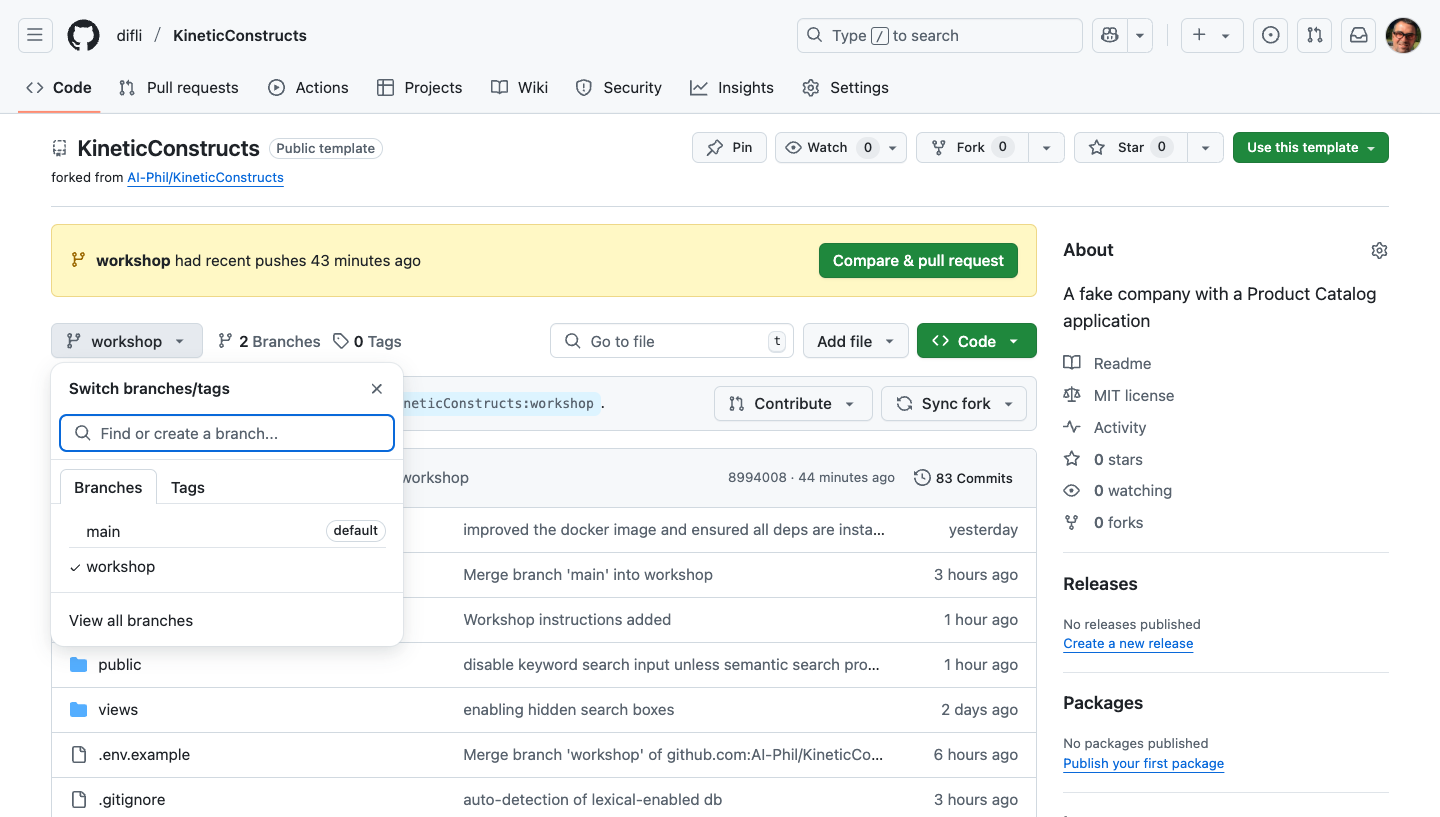 difli / KineticConstructs
Type / to search
Code
Pull requests
Actions
Projects
Wiki
Security
Insights
Settings
KineticConstructs Public template
Pin
Watch 0
Fork 0
Star 0
Use this template
forked from AI-Phil/KineticConstructs
workshop had recent pushes 43 minutes ago
Compare & pull request
workshop
2 Branches
0 Tags
Go to file
t
Add file
Code
Switch branches/tags
Find or create a branch...
Branches
Tags
main default
workshop
View all branches
neticConstructs:workshop .
Contribute
Sync fork
workshop
8994008 · 44 minutes ago
83 Commits
improved the docker image and ensured all deps are insta... yesterday
Merge branch 'main' into workshop 3 hours ago
Workshop instructions added 1 hour ago
public disable keyword search input unless semantic search pro... 1 hour ago
views enabling hidden search boxes 2 days ago
.env.example Merge branch 'workshop' of github.com:AI-Phil/KineticCo... 6 hours ago
.gitignore auto-detection of lexical-enabled db 3 hours ago
About
A fake company with a Product Catalog
application
Readme
MIT license
Activity
0 stars
0 watching
0 forks
Releases
No releases published
Create a new release
Packages
No packages published
Publish your first package